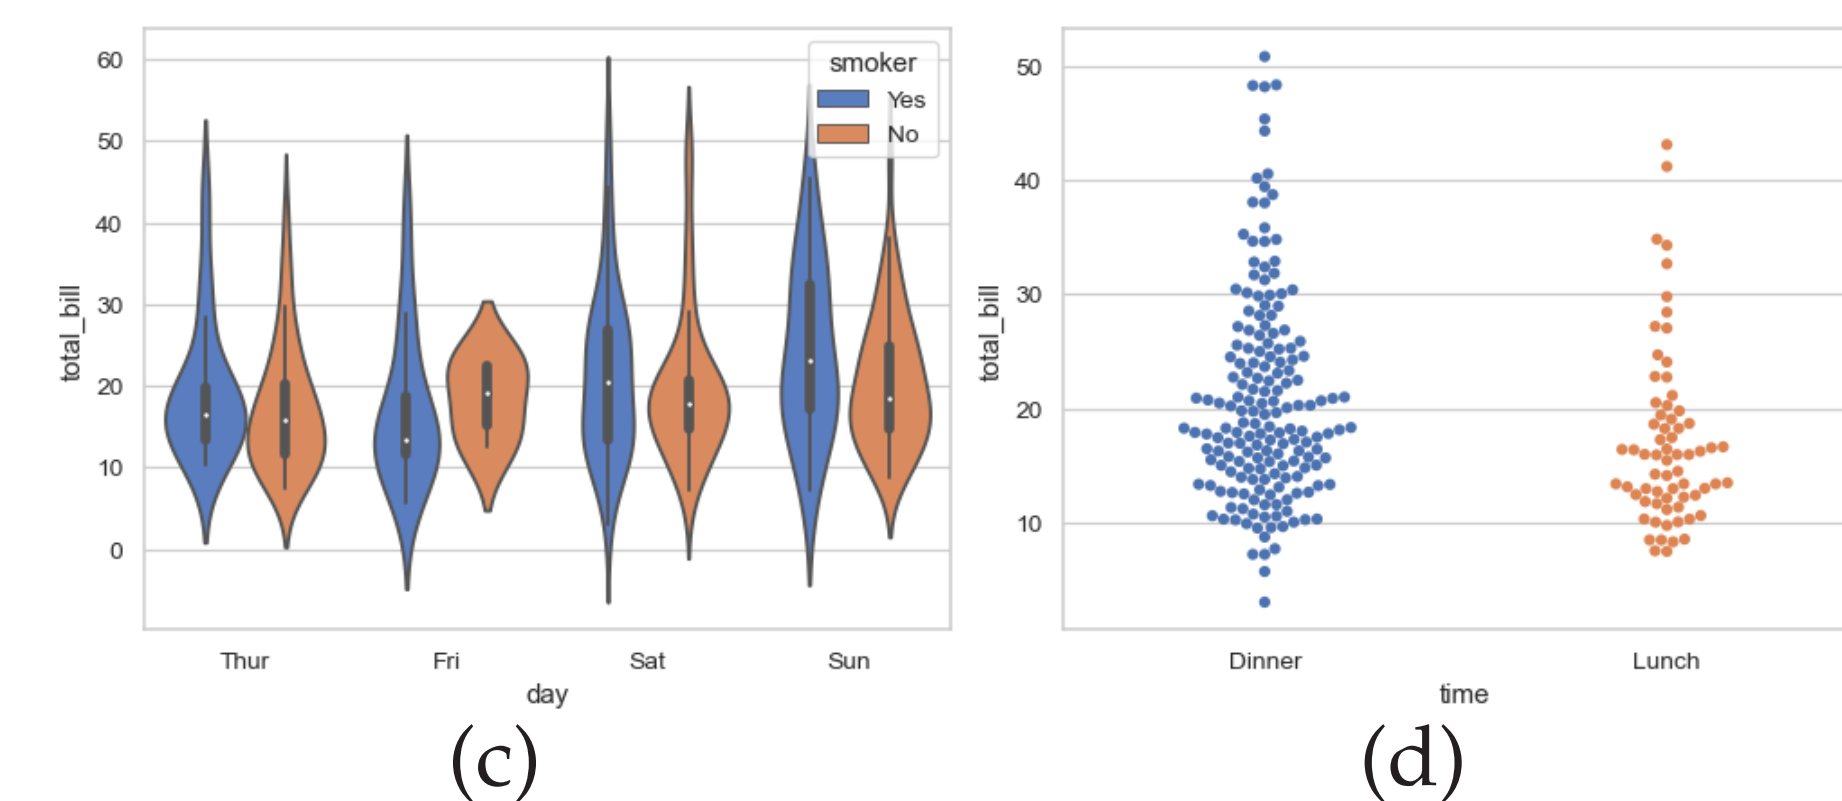 60
50
40
30
20
10
0
total_bill
smoker
Yes
No
Thur Fri Sat Sun
day
(c)
50
40
30
20
10
total_bill
Dinner Lunch
time
(d)